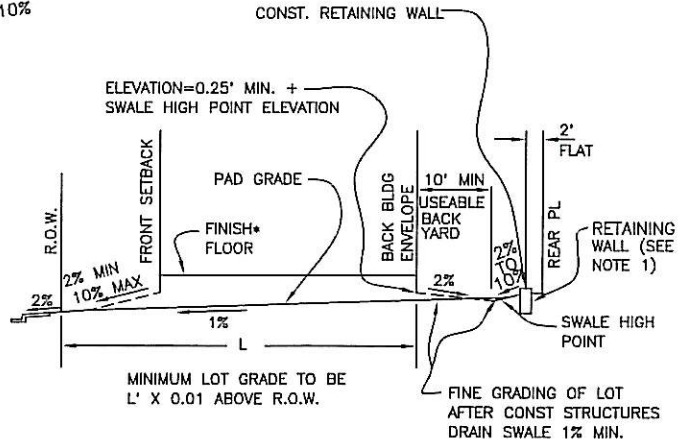 10%
CONST. RETAINING WALL
ELEVATION=0.25' MIN. +
SWALE HIGH POINT ELEVATION
2'
FLAT
R.O.W.
FRONT SETBACK
PAD GRADE
FINISH*
FLOOR
BACK BLDG
ENVELOPE
10' MIN
USEABLE
BACK
YARD
REAR PL
RETAINING
WALL (SEE
NOTE 1)
2%
TO
10%
2% MIN
10% MAX
2%
2%
1%
SWALE HIGH
POINT
L
MINIMUM LOT GRADE TO BE
L' X 0.01 ABOVE R.O.W.
FINE GRADING OF LOT
AFTER CONST STRUCTURES
DRAIN SWALE 1% MIN.